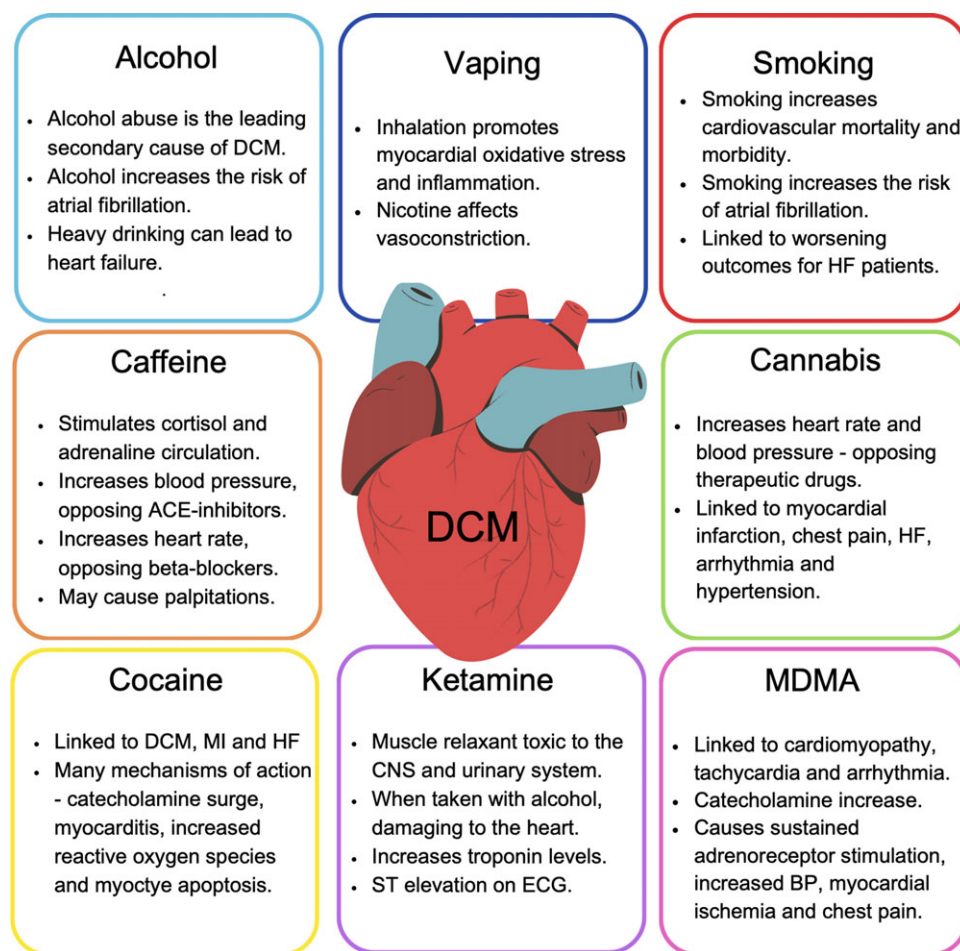 Alcohol
• Alcohol abuse is the leading
secondary cause of DCM.
• Alcohol increases the risk of
atrial fibrillation.
• Heavy drinking can lead to
heart failure.
.
Vaping
• Inhalation promotes
myocardial oxidative stress
and inflammation.
• Nicotine affects
vasoconstriction.
Smoking
• Smoking increases
cardiovascular mortality and
morbidity.
• Smoking increases the risk
of atrial fibrillation.
• Linked to worsening
outcomes for HF patients.
Caffeine
• Stimulates cortisol and
adrenaline circulation.
• Increases blood pressure,
opposing ACE-inhibitors.
• Increases heart rate,
opposing beta-blockers.
• May cause palpitations.
DCM
Cannabis
• Increases heart rate and
blood pressure - opposing
therapeutic drugs.
• Linked to myocardial
infarction, chest pain, HF,
arrhythmia and
hypertension.
Cocaine
• Linked to DCM, MI and HF
• Many mechanisms of action
- catecholamine surge,
myocarditis, increased
reactive oxygen species
and myoctye apoptosis.
Ketamine
• Muscle relaxant toxic to the
CNS and urinary system.
• When taken with alcohol,
damaging to the heart.
• Increases troponin levels.
• ST elevation on ECG.
MDMA
• Linked to cardiomyopathy,
tachycardia and arrhythmia.
• Catecholamine increase.
• Causes sustained
adrenoreceptor stimulation,
increased BP, myocardial
ischemia and chest pain.